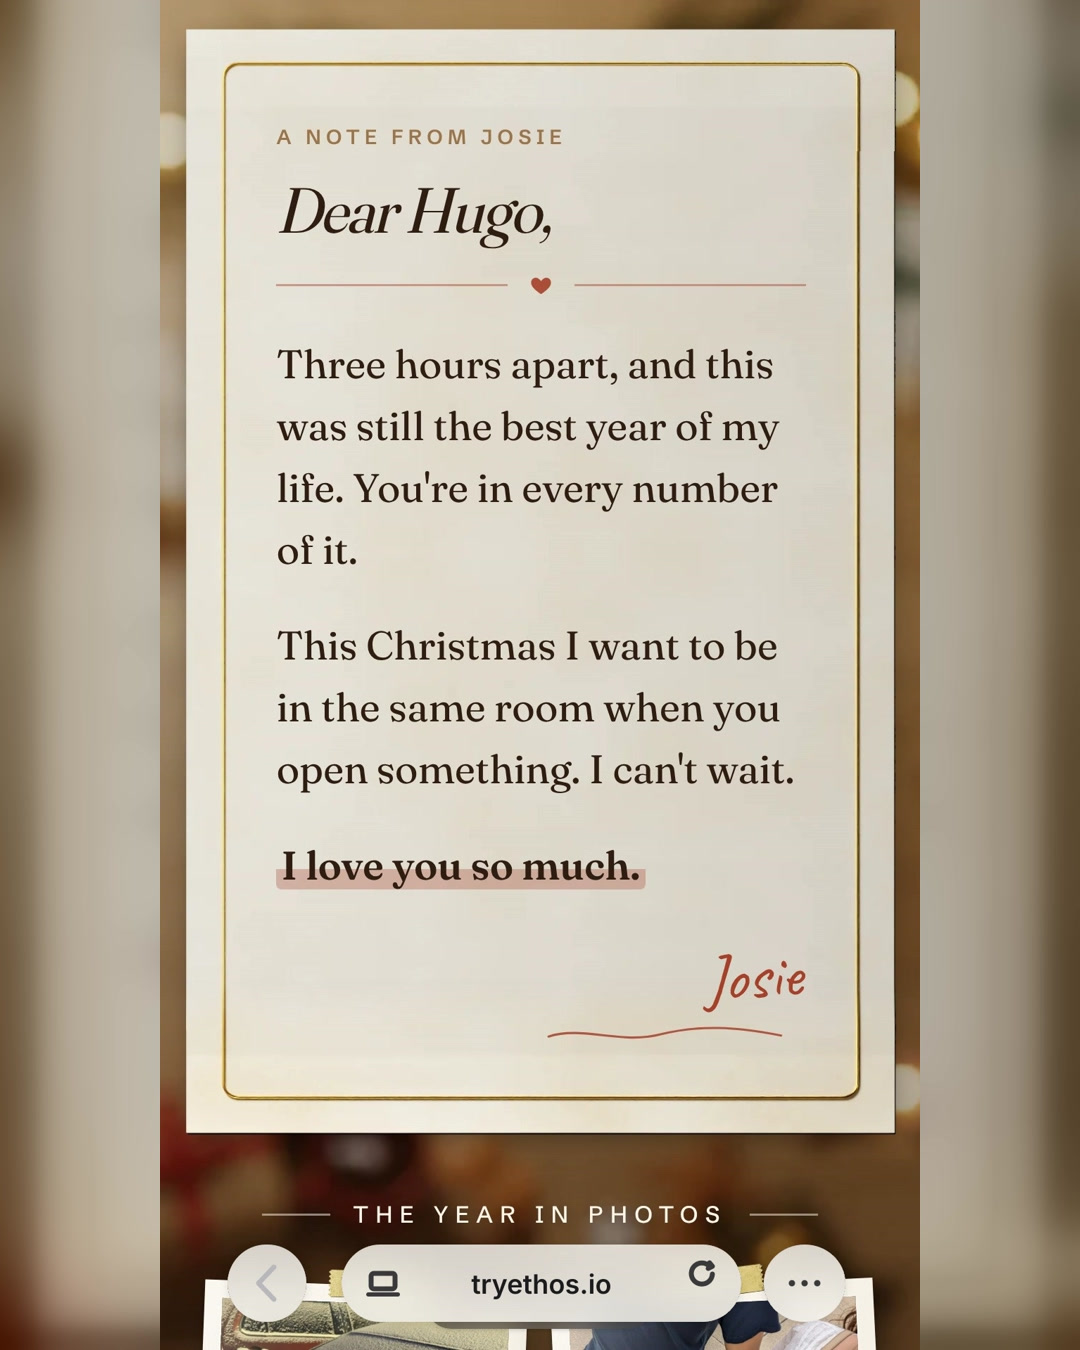 A NOTE FROM JOSIE
Dear Hugo,
Three hours apart, and this
was still the best year of my
life. You're in every number
of it.
This Christmas I want to be
in the same room when you
open something. I can't wait.
I love you so much.
Josie
THE YEAR IN PHOTOS
tryethos.io